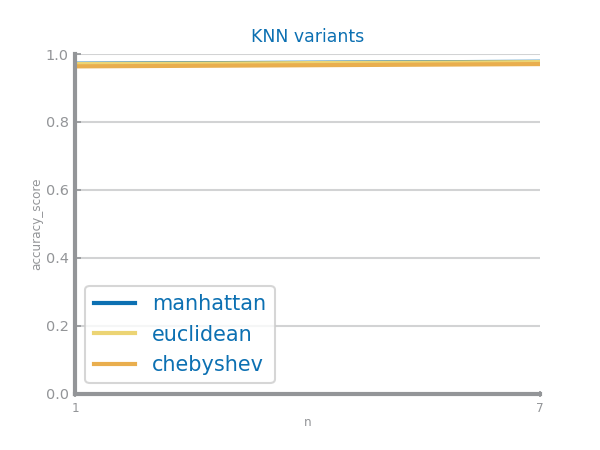 KNN variants
1.0
0.8
0.6
0.4
0.2
0.0
accuracy_score
manhattan
euclidean
chebyshev
1
7
n